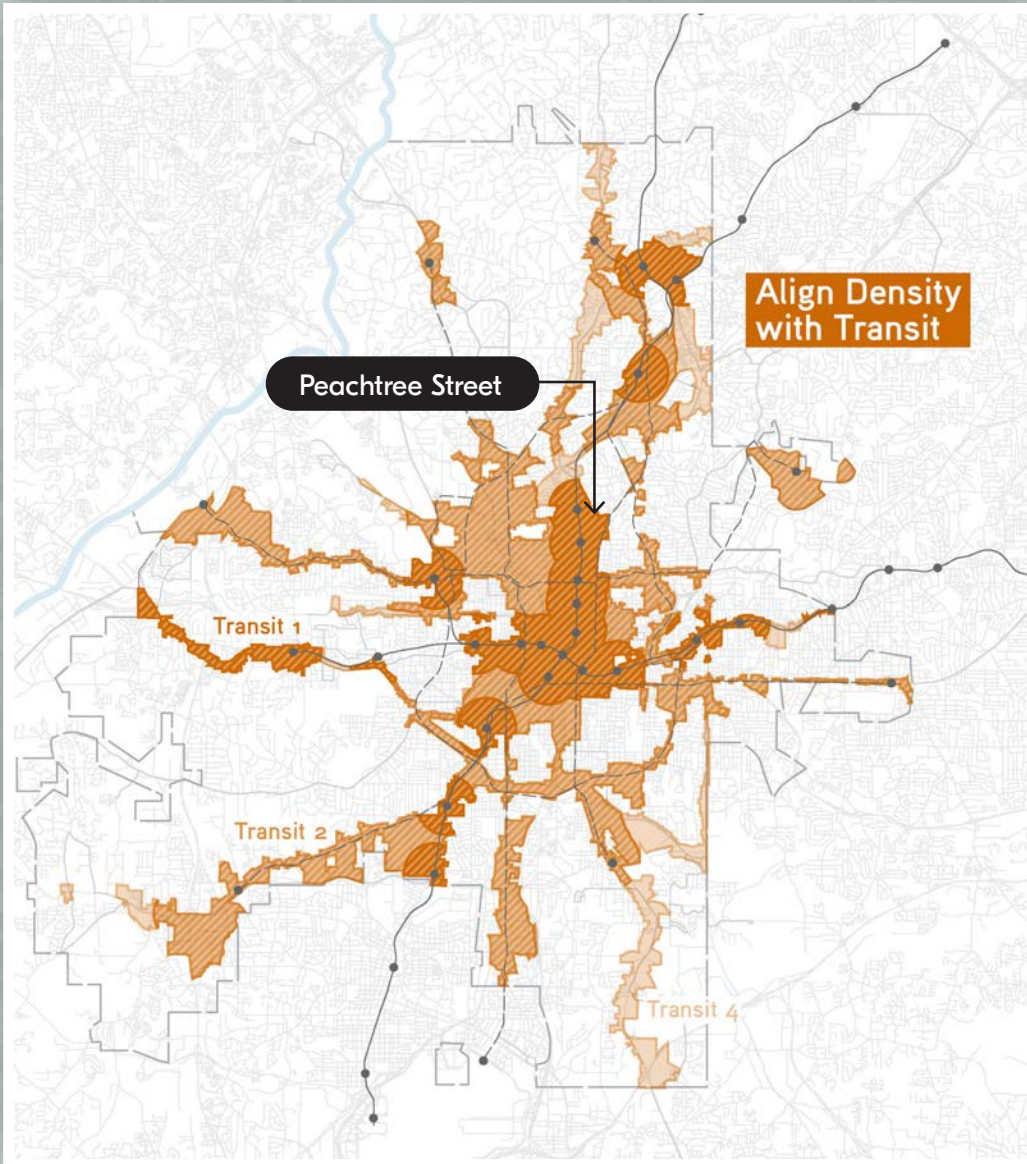 Align Density
with Transit
Peachtree Street
Transit 1
Transit 2
Transit 4